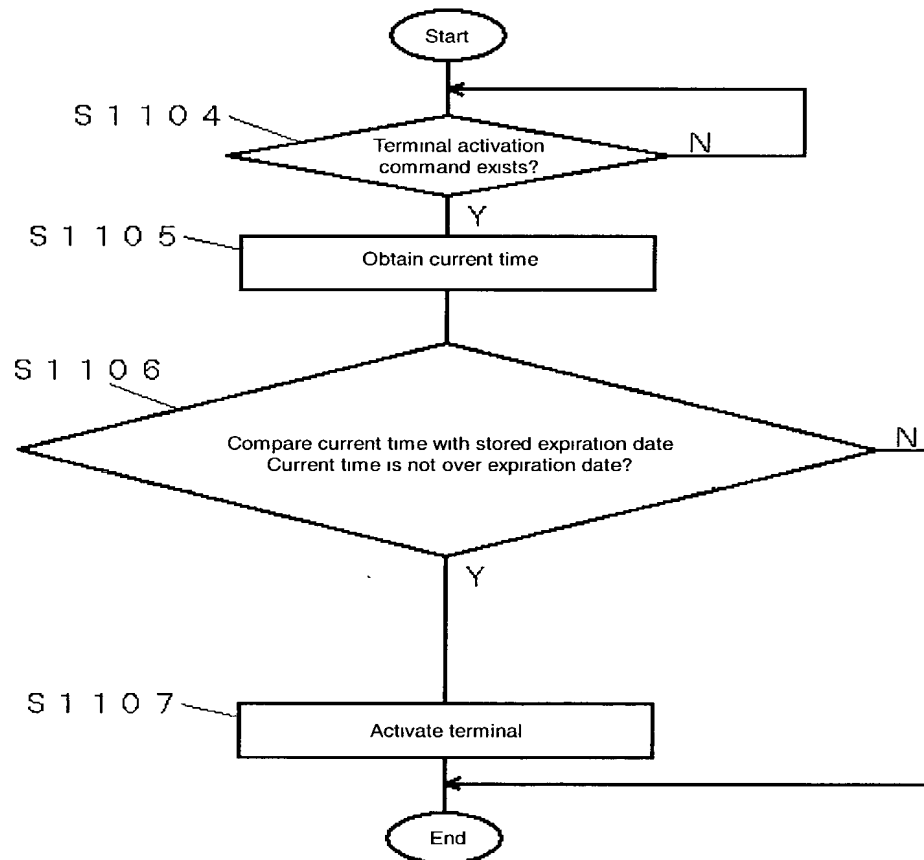 Start
S1104
Terminal activation
command exists?
N
Y
S1105
Obtain current time
S1106
Compare current time with stored expiration date
Current time is not over expiration date?
N
Y
S1107
Activate terminal
End